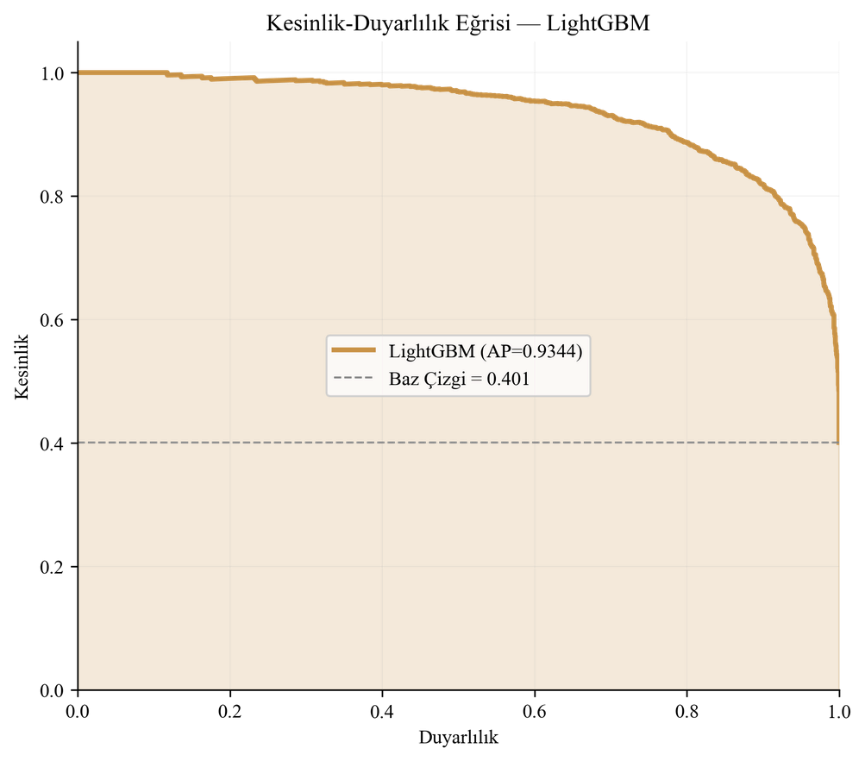 Kesinlik-Duyarlılık Eğrisi — LightGBM
Kesinlik
1.0
0.8
0.6
0.4
0.2
0.0
LightGBM (AP=0.9344)
Baz Çizgi = 0.401
0.0 0.2 0.4 0.6 0.8 1.0
Duyarlılık